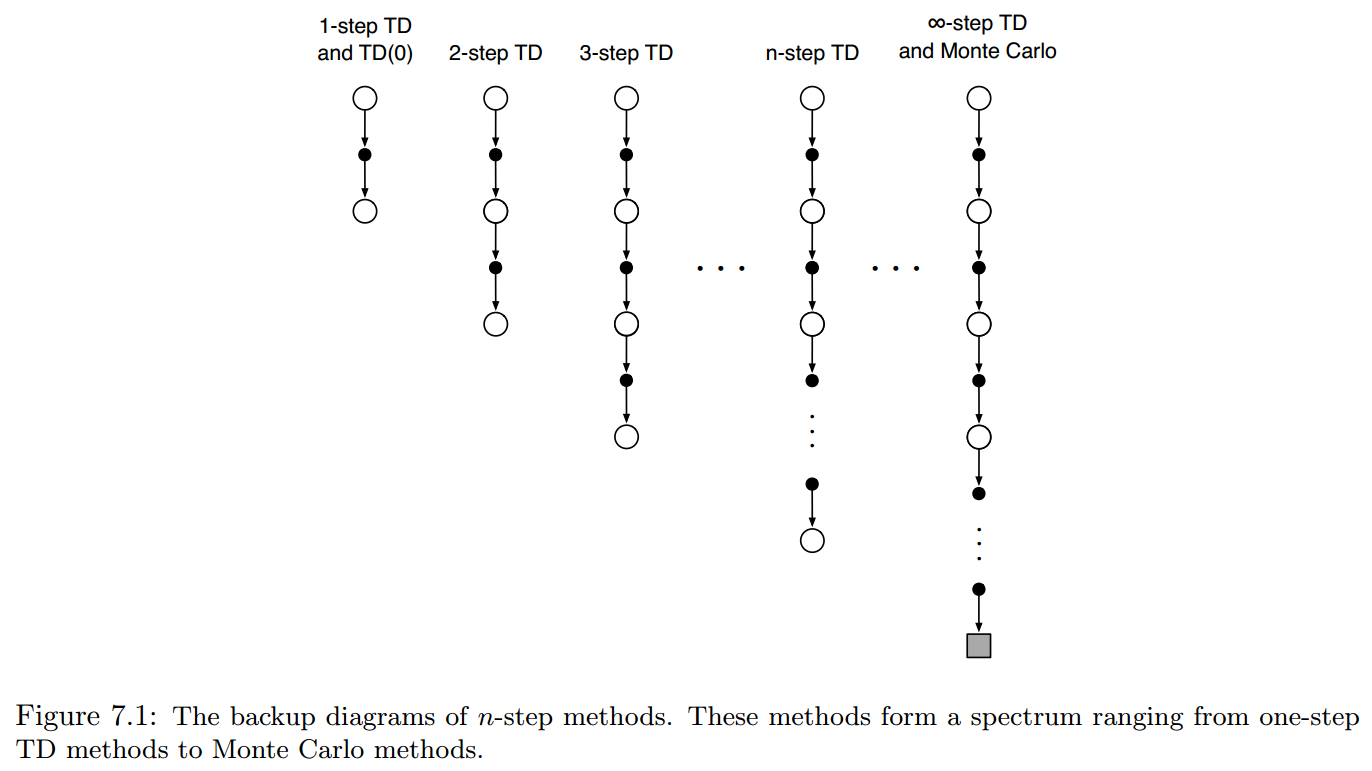 1-step TD
and TD(0)
2-step TD
3-step TD
n-step TD
∞-step TD
and Monte Carlo
Figure 7.1: The backup diagrams of n-step methods. These methods form a spectrum ranging from one-step
TD methods to Monte Carlo methods.